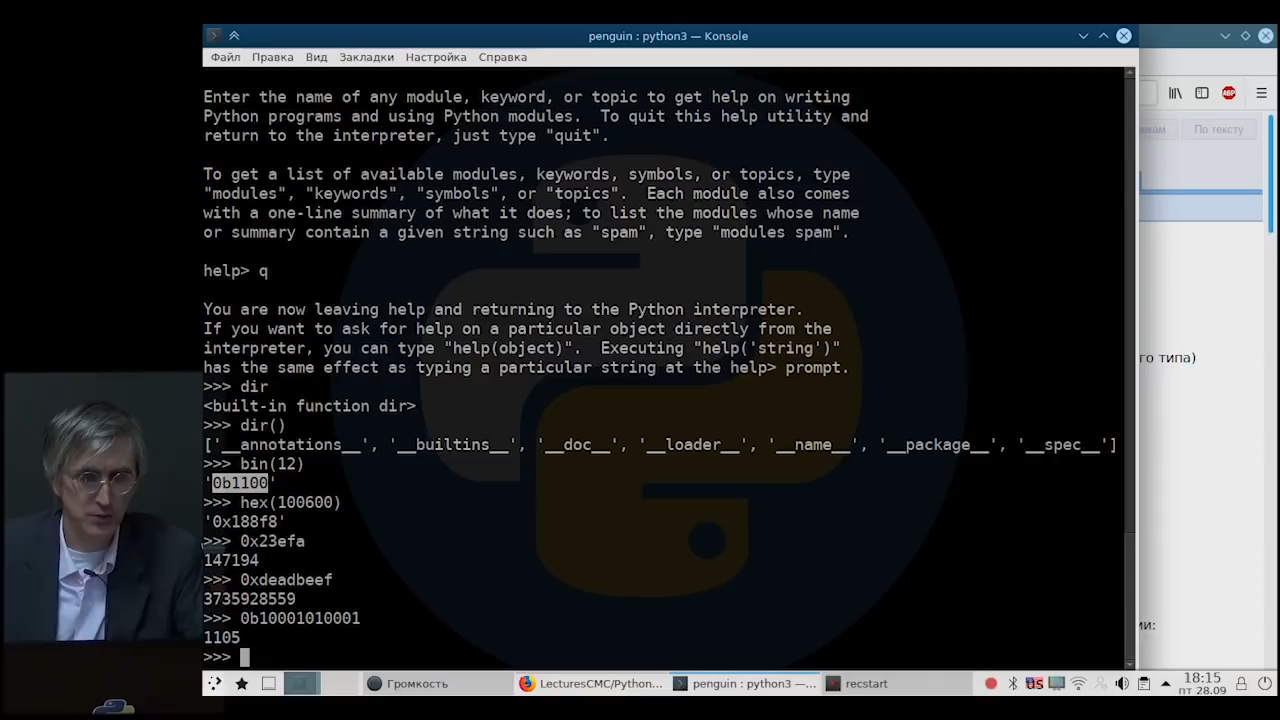 penguin : python3 — Konsole
Файл Правка Вид Закладки Настройка Справка
Enter the name of any module, keyword, or topic to get help on writing
Python programs and using Python modules.  To quit this help utility and
return to the interpreter, just type "quit".
To get a list of available modules, keywords, symbols, or topics, type
"modules", "keywords", "symbols", or "topics".  Each module also comes
with a one-line summary of what it does; to list the modules whose name
or summary contain a given string such as "spam", type "modules spam".
help> q
You are now leaving help and returning to the Python interpreter.
If you want to ask for help on a particular object directly from the
interpreter, you can type "help(object)".  Executing "help('string')"
has the same effect as typing a particular string at the help> prompt.
>>> dir
<built-in function dir>
>>> dir()
['__annotations__', '__builtins__', '__doc__', '__loader__', '__name__', '__package__', '__spec__']
>>> bin(12)
'0b1100'
>>> hex(100600)
'0x188f8'
>>> 0x23efa
147194
>>> 0xdeadbeef
3735928559
>>> 0b10001010001
1105
>>>
ABP
По тексту
го типа)
ии:
Громкость LecturesCMC/Python... penguin : python3 —... recstart US 18:15
пт 28.09